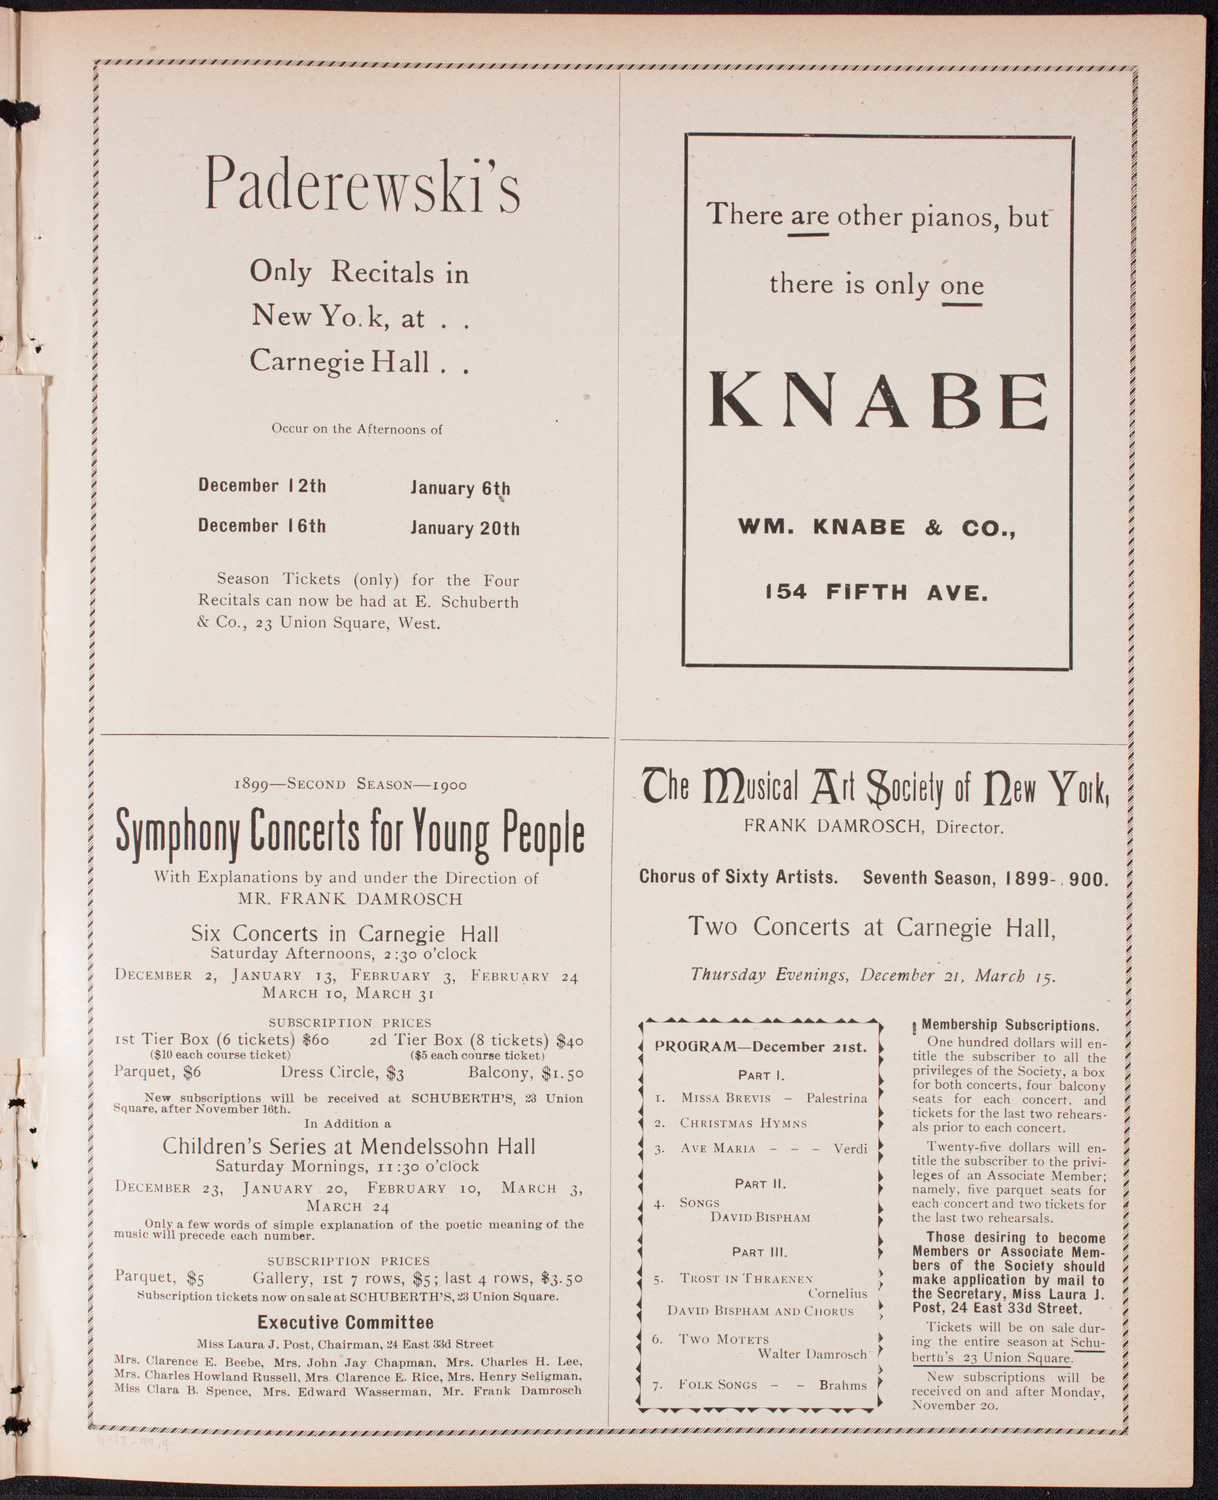 Paderewski's
Only Recitals in
New Yo.k, at . .
Carnegie Hall . .
Occur on the Afternoons of
December 12th January 6th
December 16th January 20th
Season Tickets (only) for the Four
Recitals can now be had at E. Schuberth
& Co., 23 Union Square, West.
There are other pianos, but
there is only one
KNABE
WM. KNABE & CO.,
154 FIFTH AVE.
1899—SECOND SEASON—1900
Symphony Concerts for Young People
With Explanations by and under the Direction of
MR. FRANK DAMROSCH
Six Concerts in Carnegie Hall
Saturday Afternoons, 2:30 o'clock
DECEMBER 2, JANUARY 13, FEBRUARY 3, FEBRUARY 24
MARCH 10, MARCH 31
SUBSCRIPTION PRICES
1st Tier Box (6 tickets) $60 2d Tier Box (8 tickets) $40
($10 each course ticket) ($5 each course ticket)
Parquet, $6 Dress Circle, $3 Balcony, $1.50
New subscriptions will be received at SCHUBERTH'S, 23 Union
Square, after November 16th.
In Addition a
Children's Series at Mendelssohn Hall
Saturday Mornings, 11:30 o'clock
DECEMBER 23, JANUARY 20, FEBRUARY 10, MARCH 3,
MARCH 24
Only a few words of simple explanation of the poetic meaning of the
music will precede each number.
SUBSCRIPTION PRICES
Parquet, $5 Gallery, 1st 7 rows, $5; last 4 rows, $3.50
Subscription tickets now on sale at SCHUBERTH'S, 23 Union Square.
Executive Committee
Miss Laura J. Post, Chairman, 24 East 33d Street
Mrs. Clarence E. Beebe, Mrs. John Jay Chapman, Mrs. Charles H. Lee,
Mrs. Charles Howland Russell, Mrs. Clarence E. Rice, Mrs. Henry Seligman,
Miss Clara B. Spence, Mrs. Edward Wasserman, Mr. Frank Damrosch
The Musical Art Society of New York,
FRANK DAMROSCH, Director.
Chorus of Sixty Artists. Seventh Season, 1899-.900.
Two Concerts at Carnegie Hall,
Thursday Evenings, December 21, March 15.
PROGRAM—December 21st.
PART I.
1. MISSA BREVIS – Palestrina
2. CHRISTMAS HYMNS
3. AVE MARIA – – – Verdi
PART II.
4. SONGS
DAVID BISPHAM
PART III.
5. TROST IN THRAENEN
Cornelius
DAVID BISPHAM AND CHORUS
6. TWO MOTETS
Walter Damrosch
7. FOLK SONGS – – Brahms
Membership Subscriptions.
One hundred dollars will en-
title the subscriber to all the
privileges of the Society, a box
for both concerts, four balcony
seats for each concert, and
tickets for the last two rehears-
als prior to each concert.
Twenty-five dollars will en-
title the subscriber to the privi-
leges of an Associate Member;
namely, five parquet seats for
each concert and two tickets for
the last two rehearsals.
Those desiring to become
Members or Associate Mem-
bers of the Society should
make application by mail to
the Secretary, Miss Laura J.
Post, 24 East 33d Street.
Tickets will be on sale dur-
ing the entire season at Schu-
berth's 23 Union Square.
New subscriptions will be
received on and after Monday,
November 20.